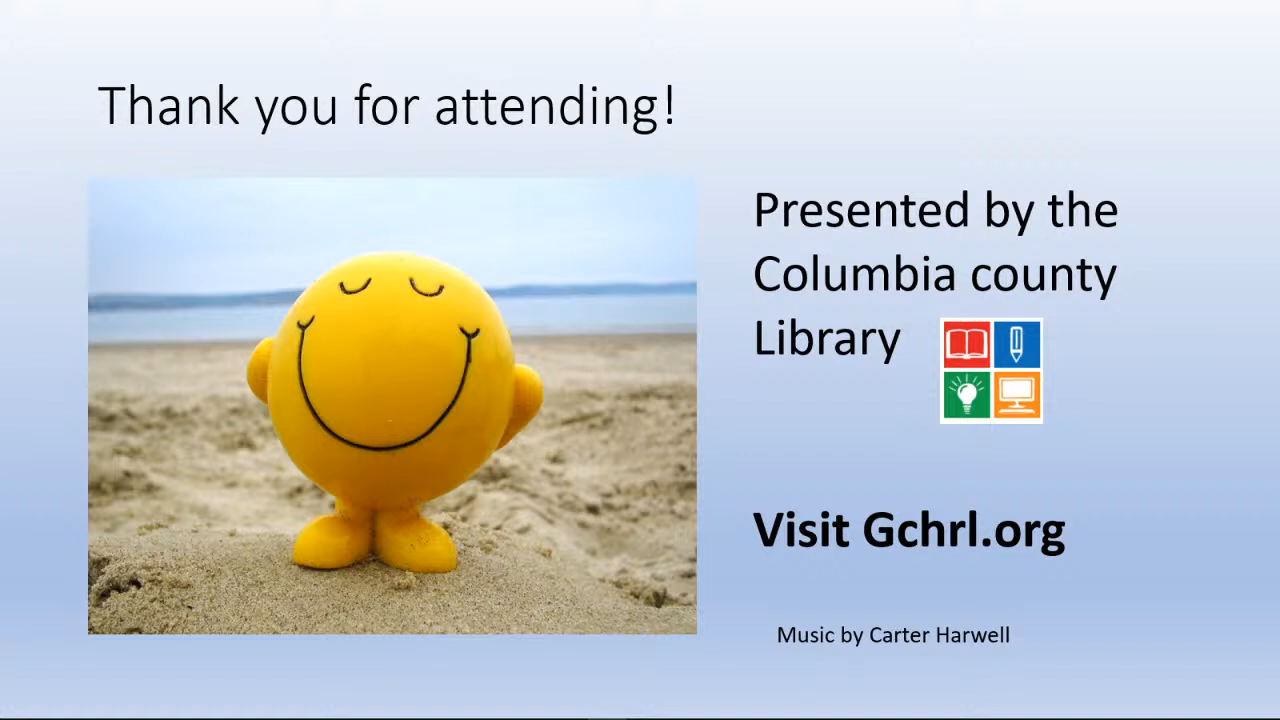 Thank you for attending!
Presented by the
Columbia county
Library
Visit Gchrl.org
Music by Carter Harwell